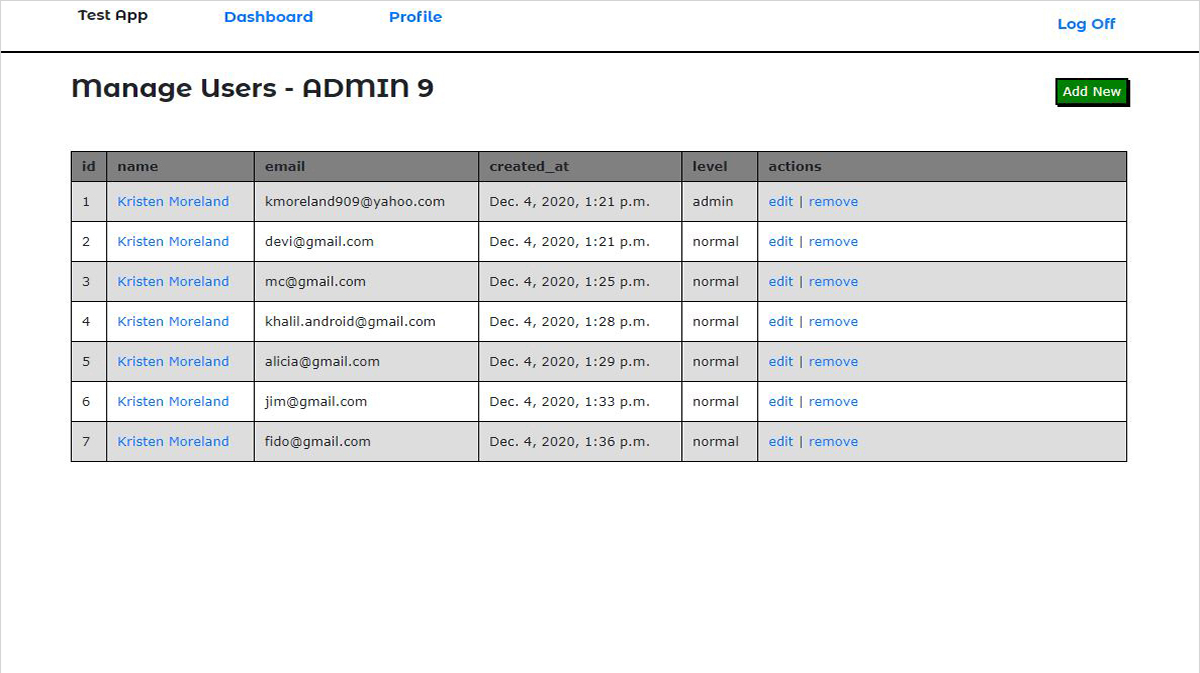 Test App Dashboard Profile Log Off
Manage Users - ADMIN 9 Add New
id name email created_at level actions
1 Kristen Moreland kmoreland909@yahoo.com Dec. 4, 2020, 1:21 p.m. admin edit | remove
2 Kristen Moreland devi@gmail.com Dec. 4, 2020, 1:21 p.m. normal edit | remove
3 Kristen Moreland mc@gmail.com Dec. 4, 2020, 1:25 p.m. normal edit | remove
4 Kristen Moreland khalil.android@gmail.com Dec. 4, 2020, 1:28 p.m. normal edit | remove
5 Kristen Moreland alicia@gmail.com Dec. 4, 2020, 1:29 p.m. normal edit | remove
6 Kristen Moreland jim@gmail.com Dec. 4, 2020, 1:33 p.m. normal edit | remove
7 Kristen Moreland fido@gmail.com Dec. 4, 2020, 1:36 p.m. normal edit | remove